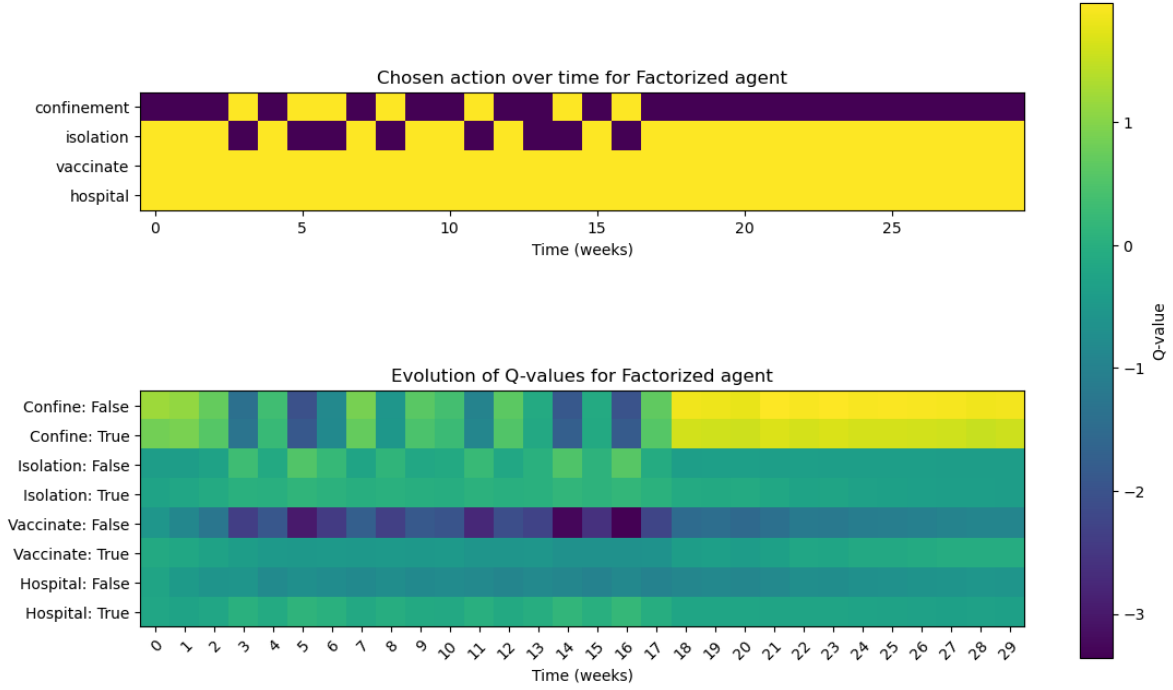 Chosen action over time for Factorized agent
confinement
isolation
vaccinate
hospital
0 5 10 15 20 25
Time (weeks)
Evolution of Q-values for Factorized agent
Confine: False
Confine: True
Isolation: False
Isolation: True
Vaccinate: False
Vaccinate: True
Hospital: False
Hospital: True
0 1 2 3 4 5 6 7 8 9 10 11 12 13 14 15 16 17 18 19 20 21 22 23 24 25 26 27 28 29
Time (weeks)
1
0
−1
−2
−3
Q-value